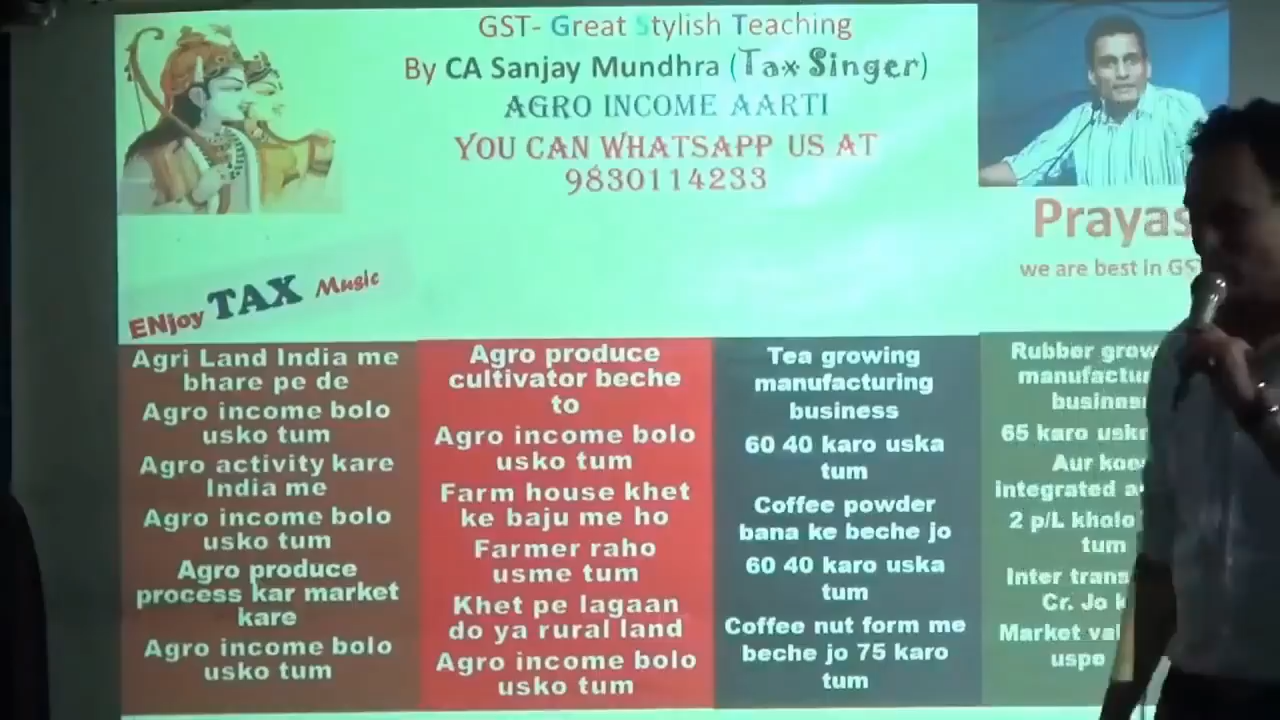 GST- Great Stylish Teaching
By CA Sanjay Mundhra (Tax Singer)
AGRO INCOME AARTI
YOU CAN WHATSAPP US AT
9830114233
Prayas
we are best in
ENjoy TAX Music
Agri Land India me
bhare pe de
Agro income bolo
usko tum
Agro activity kare
India me
Agro income bolo
usko tum
Agro produce
process kar market
kare
Agro income bolo
usko tum
Agro produce
cultivator beche
to
Agro income bolo
usko tum
Farm house khet
ke baju me ho
Farmer raho
usme tum
Khet pe lagaan
do ya rural land
Agro income bolo
usko tum
Tea growing
manufacturing
business
60 40 karo uska
tum
Coffee powder
bana ke beche jo
60 40 karo uska
tum
Coffee nut form me
beche jo 75 karo
tum
Rubber
65 karo
Aur
integrated
2 p/L kholo
tum
Inter
Cr. Jo
Market